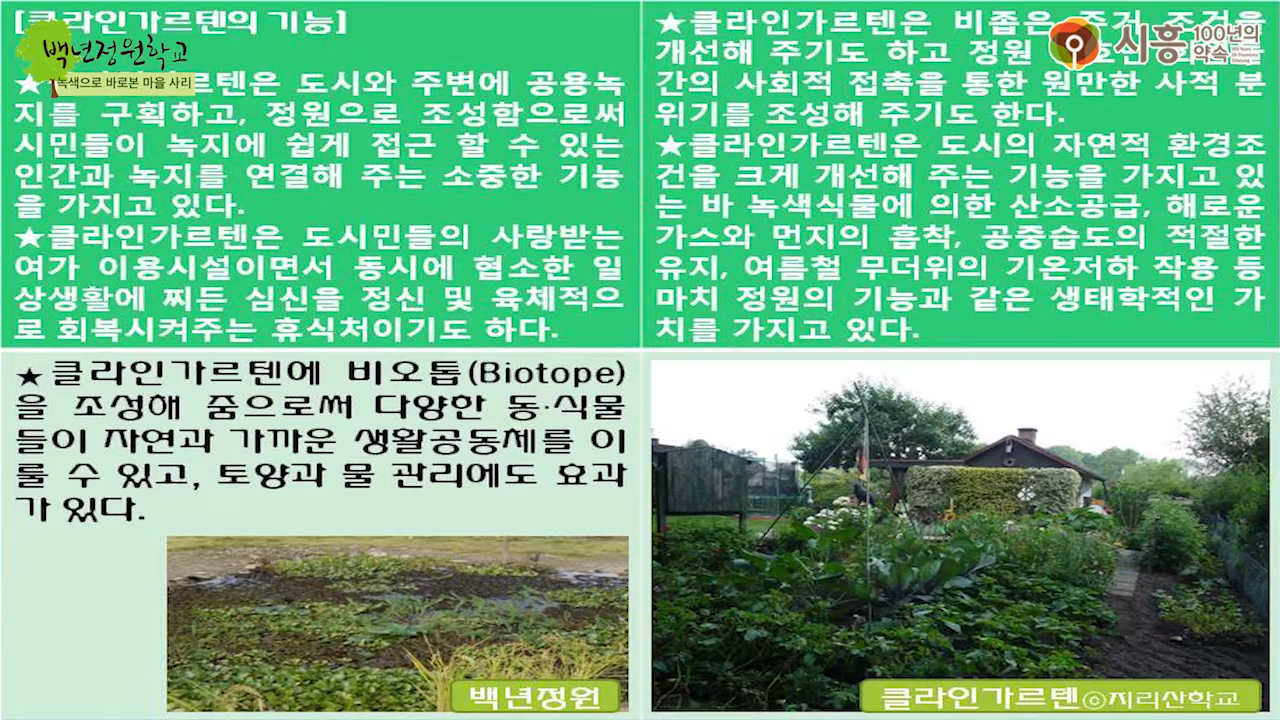 [클라인가르텐의 기능]
백년정원학교
녹색으로 바로본 마을 사리
★ 르텐은 도시와 주변에 공용녹
지를 구획하고, 정원으로 조성함으로써
시민들이 녹지에 쉽게 접근 할 수 있는
인간과 녹지를 연결해 주는 소중한 기능
을 가지고 있다.
★클라인가르텐은 도시민들의 사랑받는
여가 이용시설이면서 동시에 협소한 일
상생활에 찌든 심신을 정신 및 육체적으
로 회복시켜주는 휴식처이기도 하다.
★클라인가르텐은 비좁은 주거 조건을
개선해 주기도 하고 정원
시흥 100년의
약속
간의 사회적 접촉을 통한 원만한 사적 분
위기를 조성해 주기도 한다.
★클라인가르텐은 도시의 자연적 환경조
건을 크게 개선해 주는 기능을 가지고 있
는 바 녹색식물에 의한 산소공급, 해로운
가스와 먼지의 흡착, 공중습도의 적절한
유지, 여름철 무더위의 기온저하 작용 등
마치 정원의 기능과 같은 생태학적인 가
치를 가지고 있다.
★클라인가르텐에 비오톱(Biotope)
을 조성해 줌으로써 다양한 동·식물
들이 자연과 가까운 생활공동체를 이
룰 수 있고, 토양과 물 관리에도 효과
가 있다.
백년정원
클라인가르텐ⓒ지리산학교